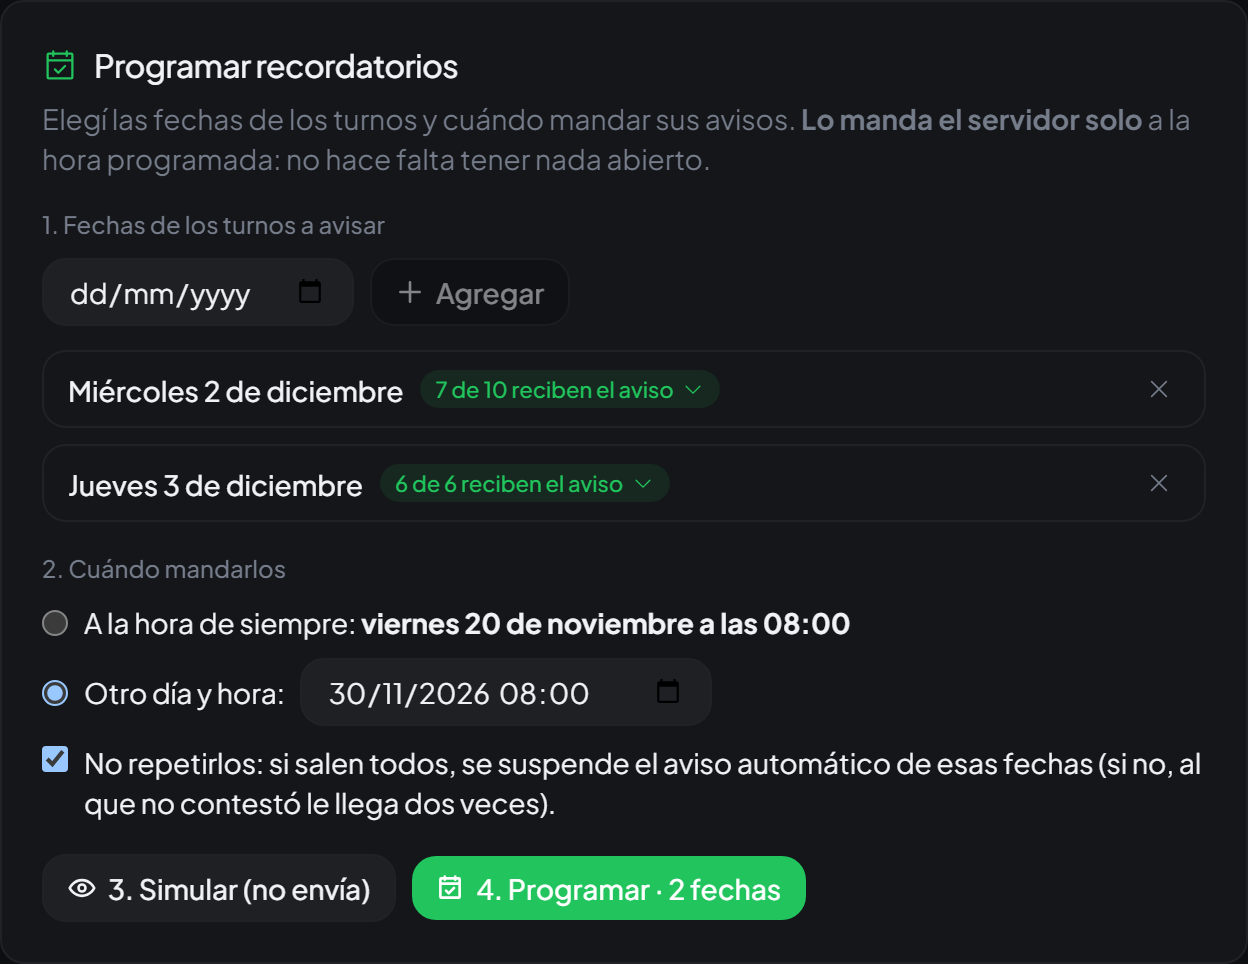 Programar recordatorios
Elegí las fechas de los turnos y cuándo mandar sus avisos. Lo manda el servidor solo a la
hora programada: no hace falta tener nada abierto.
1. Fechas de los turnos a avisar
dd/mm/yyyy
+ Agregar
Miércoles 2 de diciembre 7 de 10 reciben el aviso
Jueves 3 de diciembre 6 de 6 reciben el aviso
2. Cuándo mandarlos
A la hora de siempre: viernes 20 de noviembre a las 08:00
Otro día y hora: 30/11/2026 08:00
No repetirlos: si salen todos, se suspende el aviso automático de esas fechas (si no, al
que no contestó le llega dos veces).
3. Simular (no envía)
4. Programar · 2 fechas